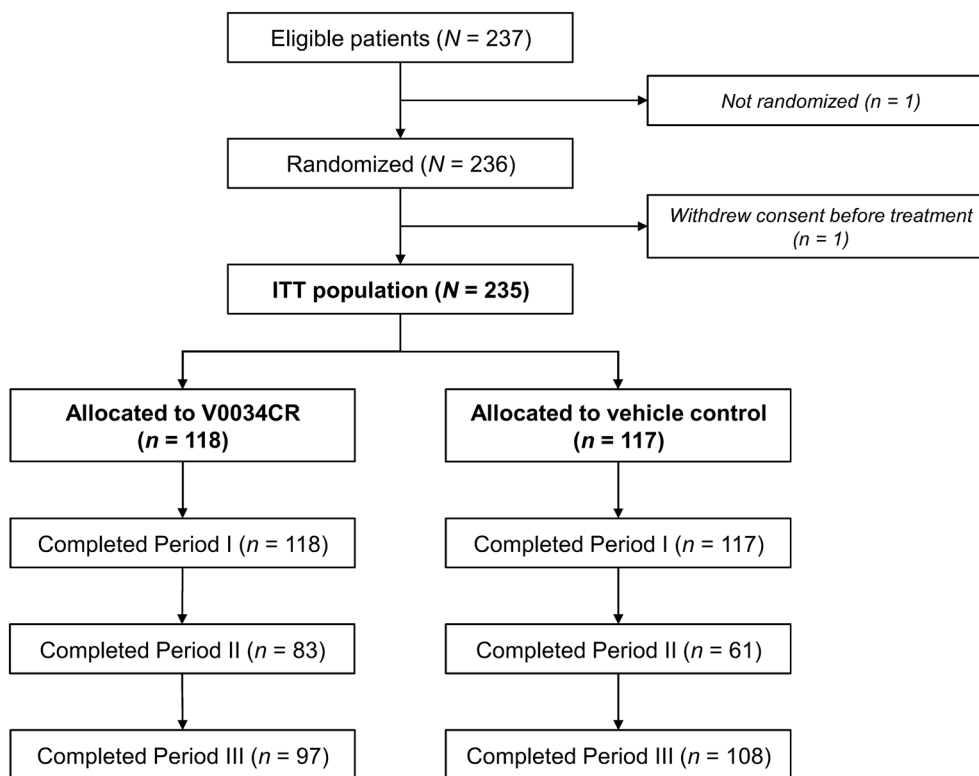 Eligible patients (N = 237)
Not randomized (n = 1)
Randomized (N = 236)
Withdrew consent before treatment
(n = 1)
ITT population (N = 235)
Allocated to V0034CR
(n = 118)
Allocated to vehicle control
(n = 117)
Completed Period I (n = 118)
Completed Period I (n = 117)
Completed Period II (n = 83)
Completed Period II (n = 61)
Completed Period III (n = 97)
Completed Period III (n = 108)